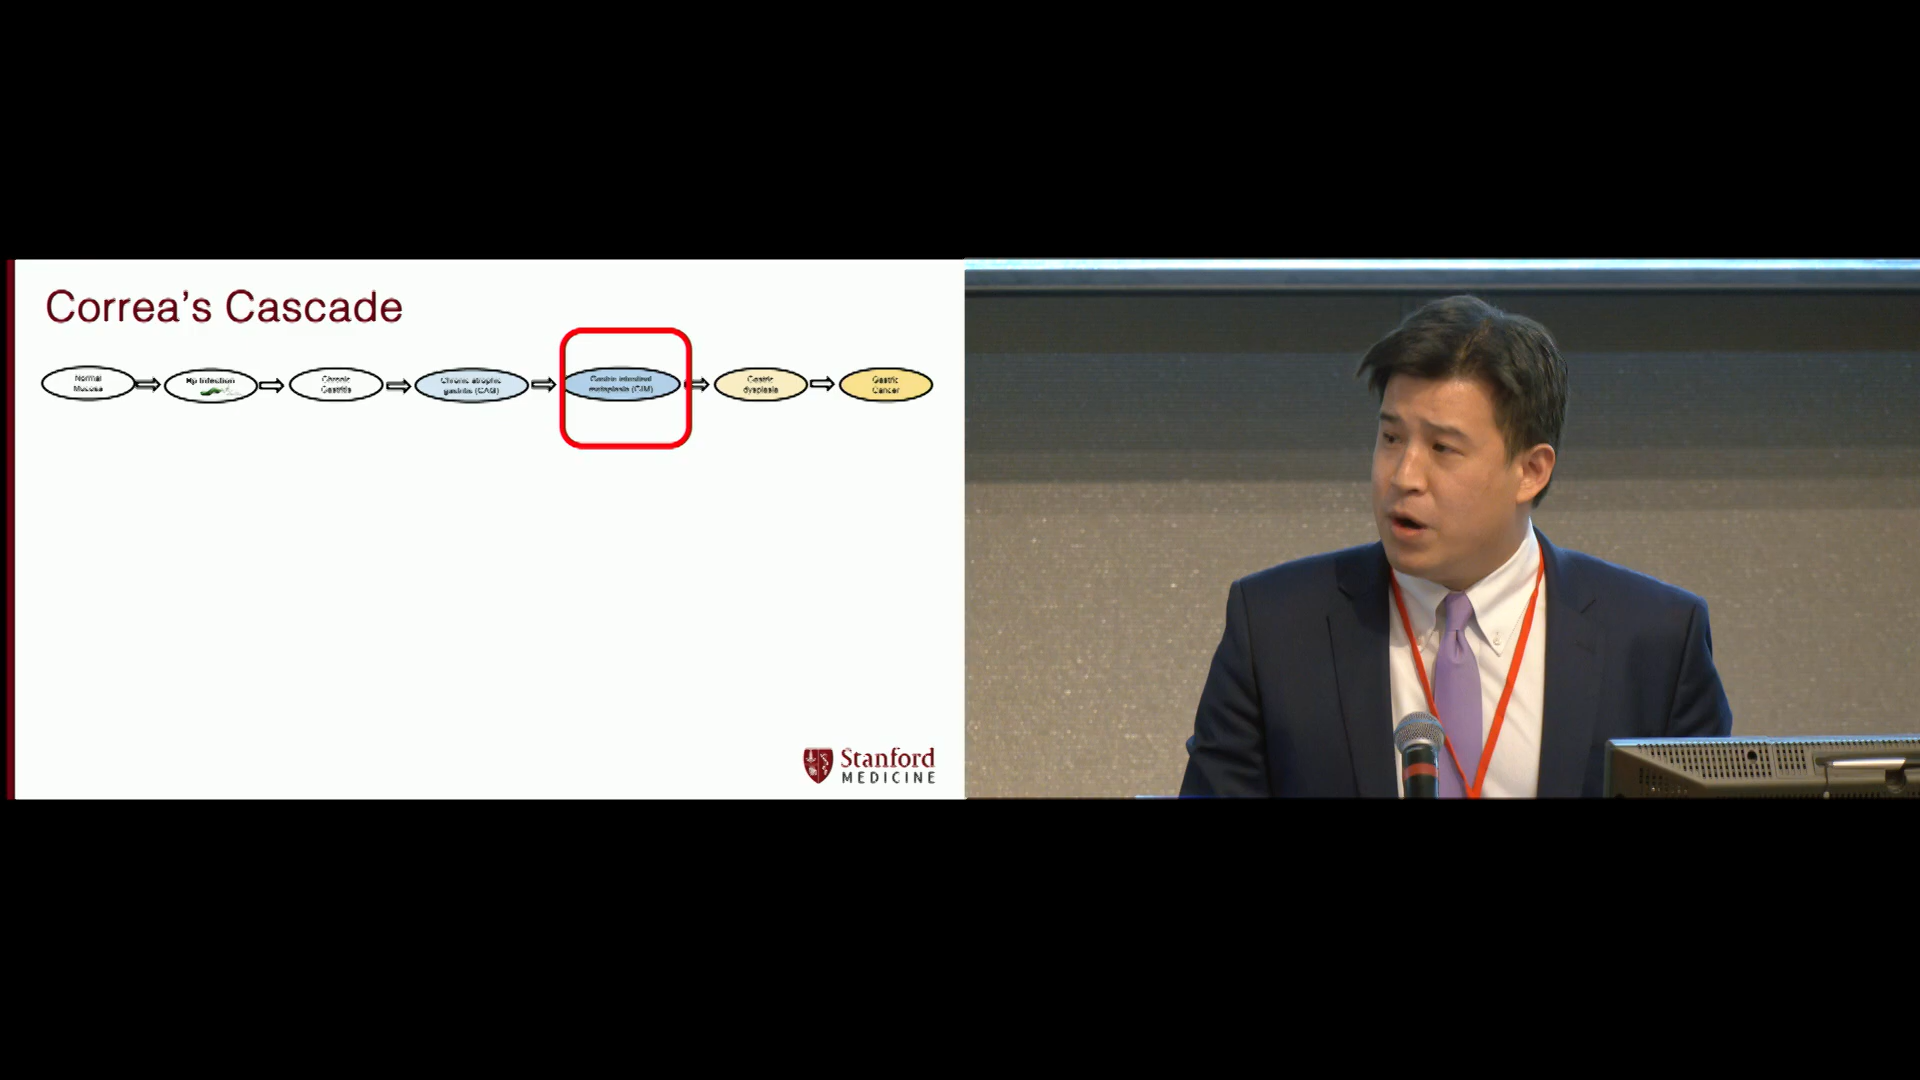 Correa's Cascade
Normal
Mucosa
Hp Infection
Chronic
Gastritis
Chronic atrophic
gastritis (CAG)
Gastric intestinal
metaplasia (GIM)
Gastric
dysplasia
Gastric
Cancer
Stanford
MEDICINE